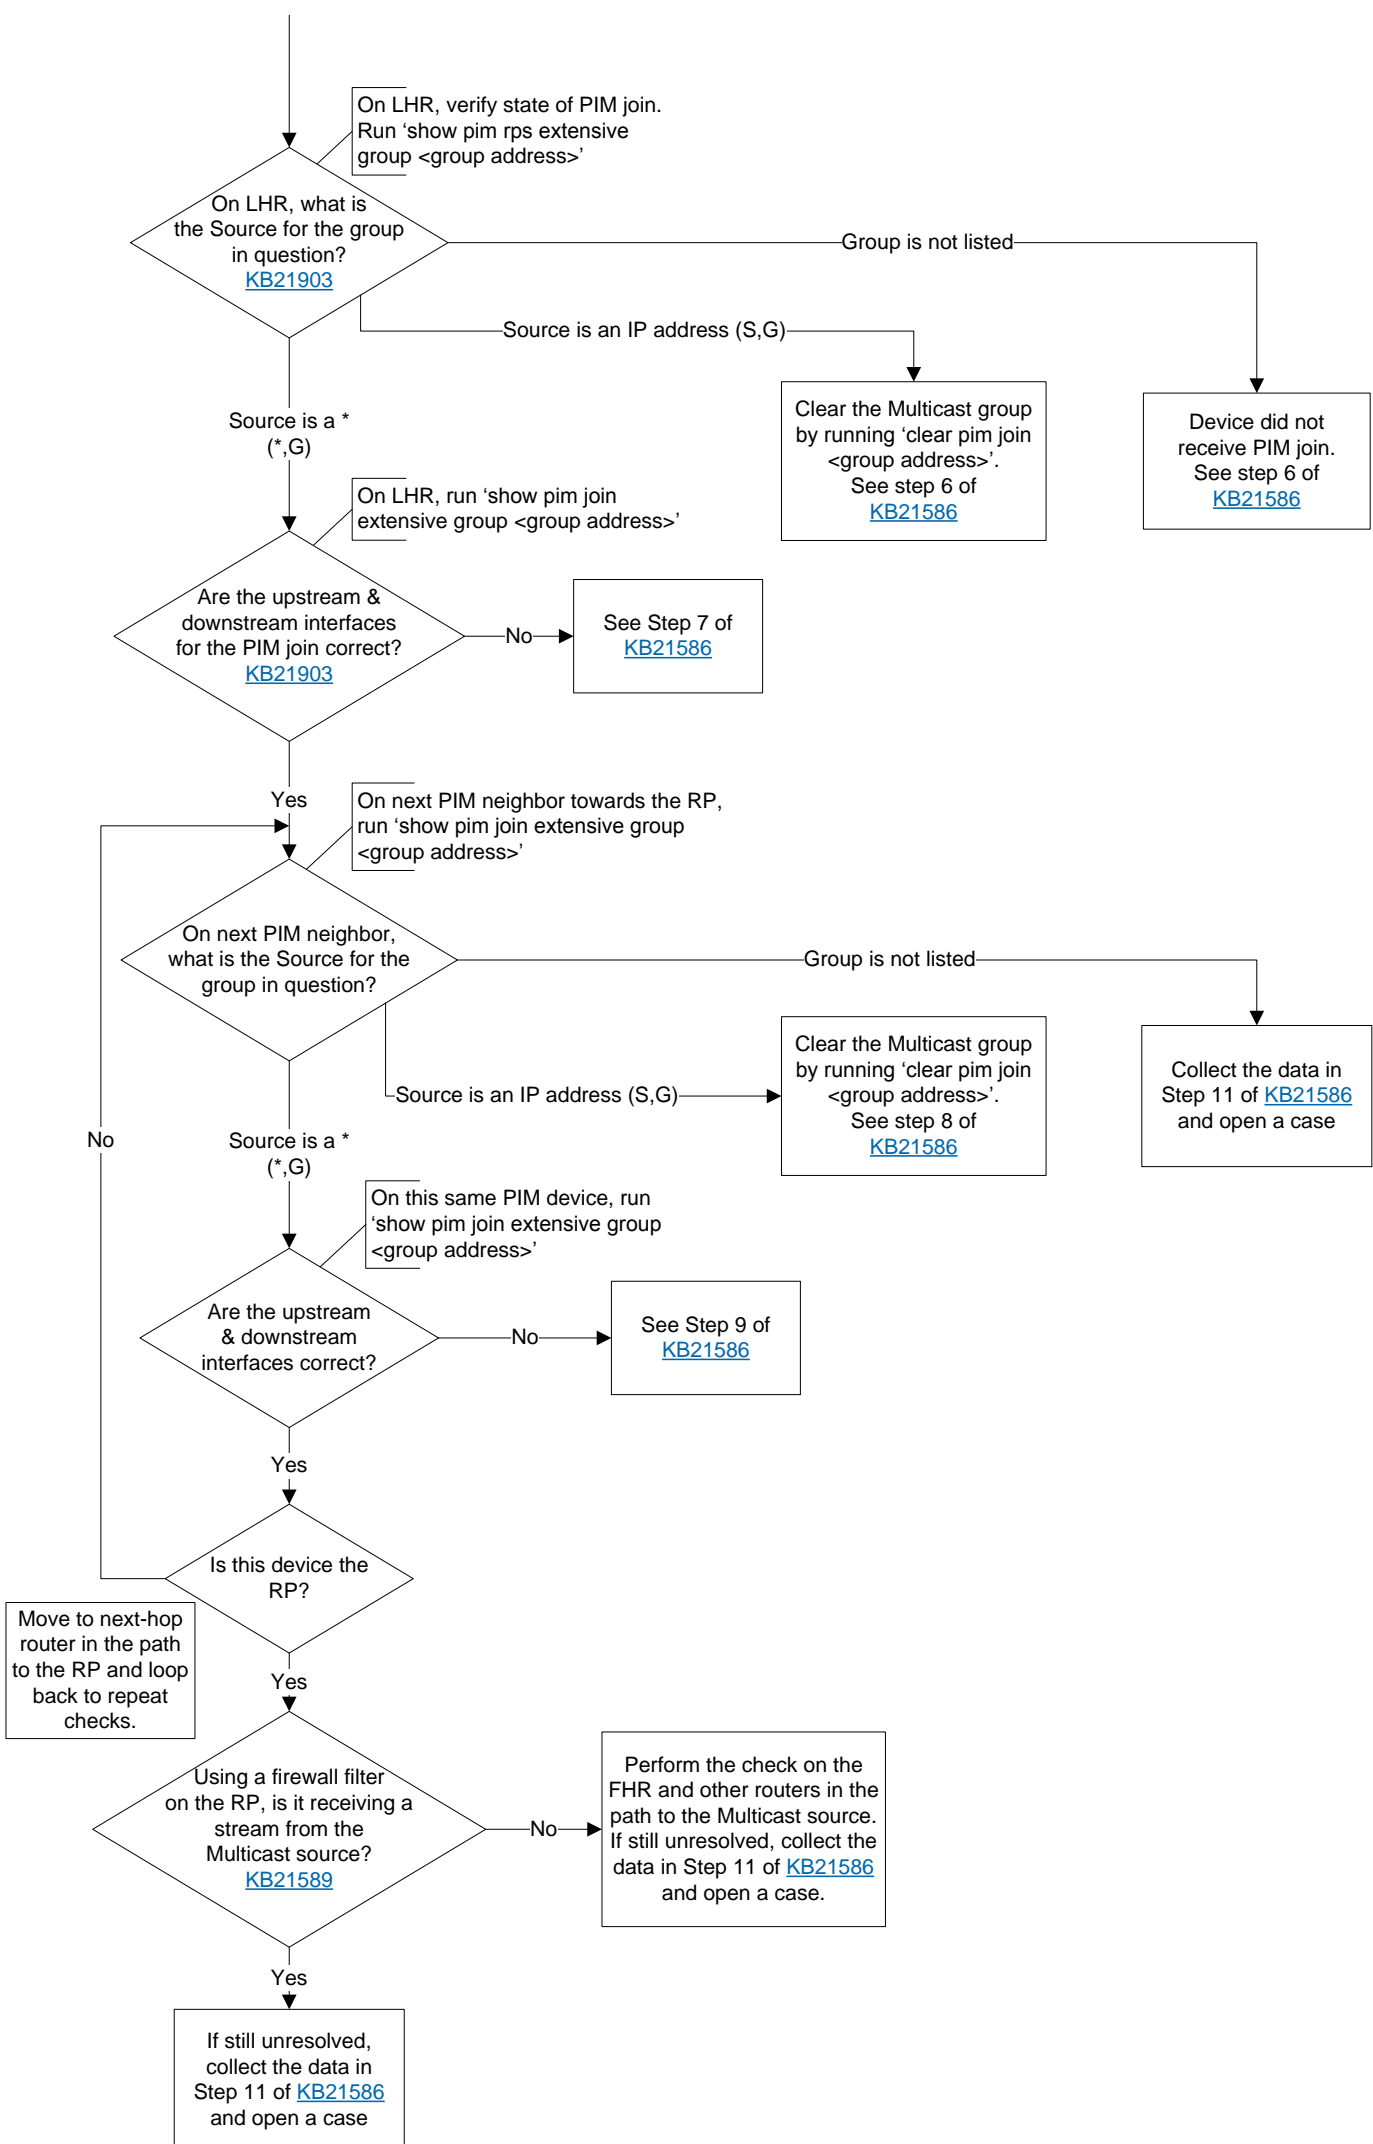 On LHR, verify state of PIM join.
Run ‘show pim rps extensive
group <group address>’
On LHR, what is
the Source for the group
in question?
KB21903
Group is not listed
Source is an IP address (S,G)
Clear the Multicast group
by running ‘clear pim join
<group address>’.
See step 6 of
KB21586
Device did not
receive PIM join.
See step 6 of
KB21586
Source is a *
(*,G)
On LHR, run ‘show pim join
extensive group <group address>’
Are the upstream &
downstream interfaces
for the PIM join correct?
KB21903
No
See Step 7 of
KB21586
Yes
On next PIM neighbor towards the RP,
run ‘show pim join extensive group
<group address>’
On next PIM neighbor,
what is the Source for the
group in question?
Group is not listed
Source is an IP address (S,G)
Clear the Multicast group
by running ‘clear pim join
<group address>’.
See step 8 of
KB21586
Collect the data in
Step 11 of KB21586
and open a case
No
Source is a *
(*,G)
On this same PIM device, run
‘show pim join extensive group
<group address>’
Are the upstream
& downstream
interfaces correct?
No
See Step 9 of
KB21586
Yes
Is this device the
RP?
Move to next-hop
router in the path
to the RP and loop
back to repeat
checks.
Yes
Using a firewall filter
on the RP, is it receiving a
stream from the
Multicast source?
KB21589
No
Perform the check on the
FHR and other routers in the
path to the Multicast source.
If still unresolved, collect the
data in Step 11 of KB21586
and open a case.
Yes
If still unresolved,
collect the data in
Step 11 of KB21586
and open a case